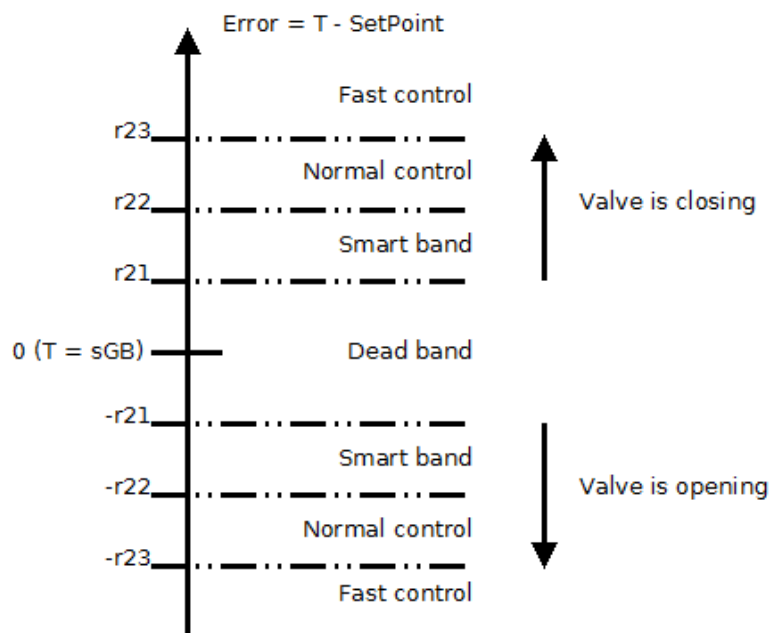 Error = T - SetPoint
Fast control
r23
Normal control
r22
Valve is closing
Smart band
r21
0 (T = sGB)
Dead band
-r21
Smart band
-r22
Valve is opening
Normal control
-r23
Fast control